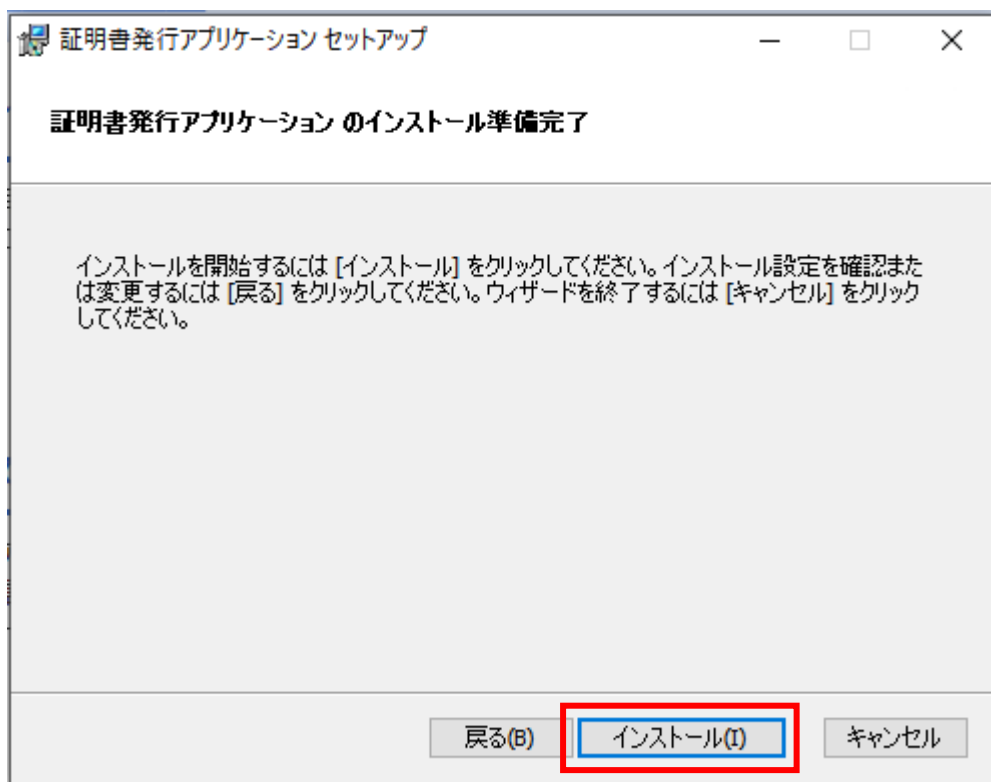 証明書発行アプリケーション セットアップ
証明書発行アプリケーション のインストール準備完了
インストールを開始するには [インストール] をクリックしてください。インストール設定を確認また
は変更するには [戻る] をクリックしてください。ウィザードを終了するには [キャンセル] をクリック
してください。
戻る(B) インストール(I) キャンセル